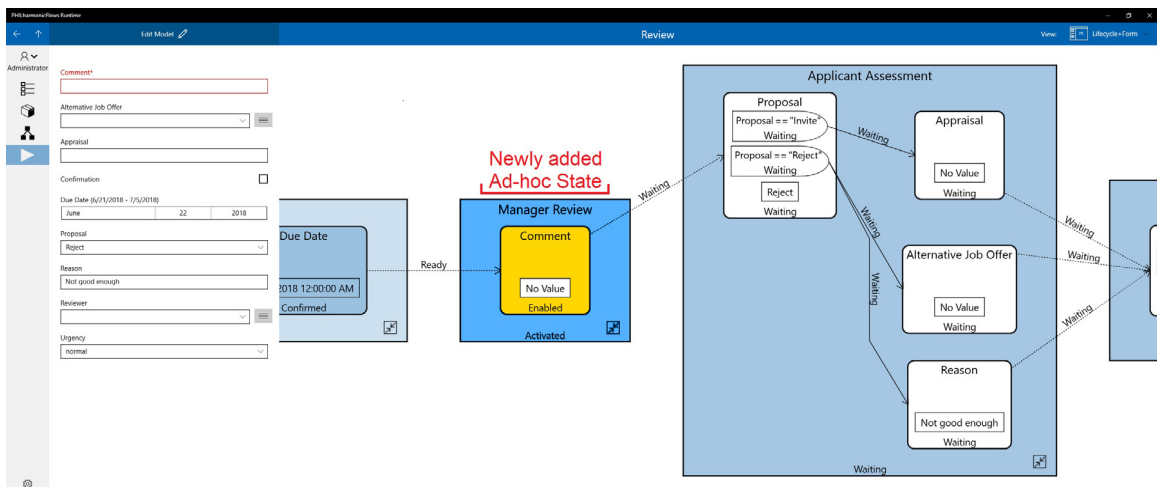 PHILharmonicFlows Runtime
Edit Model
Review
View:
Lifecycle+Form
Administrator
Comment*
Alternative Job Offer
Appraisal
Confirmation
Due Date (6/21/2018 - 7/5/2018)
June 22 2018
Proposal
Reject
Reason
Not good enough
Reviewer
Urgency
normal
Due Date
2018 12:00:00 AM
Confirmed
Ready
Newly added
Ad-hoc State
Manager Review
Comment
No Value
Enabled
Activated
Waiting
Applicant Assessment
Proposal
Proposal == "Invite"
Waiting
Proposal == "Reject"
Waiting
Reject
Waiting
Waiting
Waiting
Waiting
Appraisal
No Value
Waiting
Alternative Job Offer
No Value
Waiting
Reason
Not good enough
Waiting
Waiting
Waiting
Waiting
Waiting